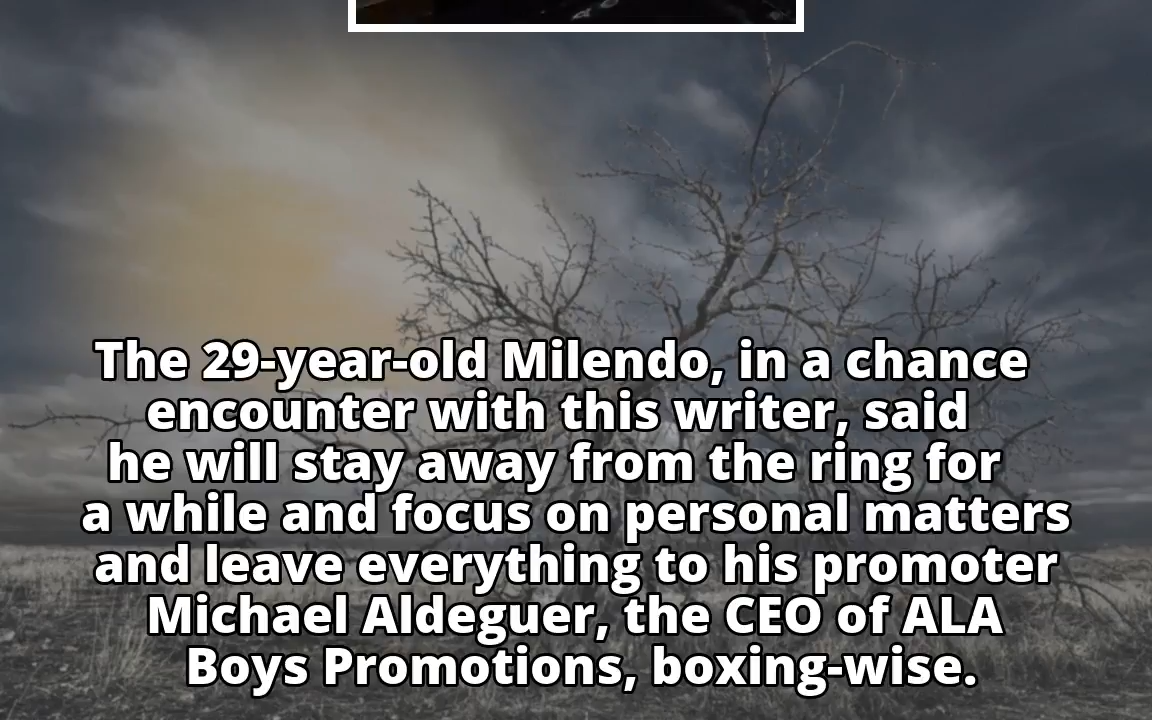 The 29-year-old Milendo, in a chance
encounter with this writer, said
he will stay away from the ring for
a while and focus on personal matters
and leave everything to his promoter
Michael Aldeguer, the CEO of ALA
Boys Promotions, boxing-wise.